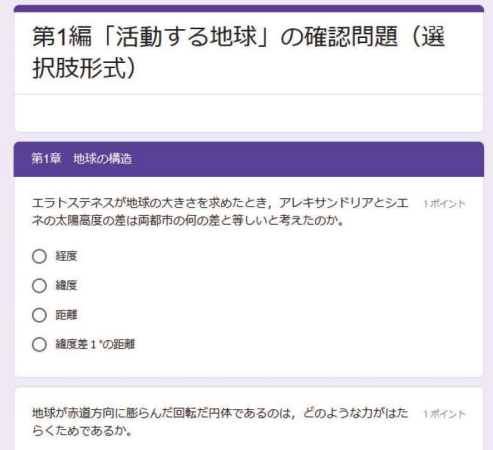 第1編「活動する地球」の確認問題（選
択肢形式）
第1章　地球の構造
エラトステネスが地球の大きさを求めたとき，アレキサンドリアとシエ
ネの太陽高度の差は両都市の何の差と等しいと考えたのか。
1ポイント
経度
緯度
距離
緯度差１°の距離
地球が赤道方向に膨らんだ回転だ円体であるのは，どのような力がはた
らくためであるか。
1ポイント